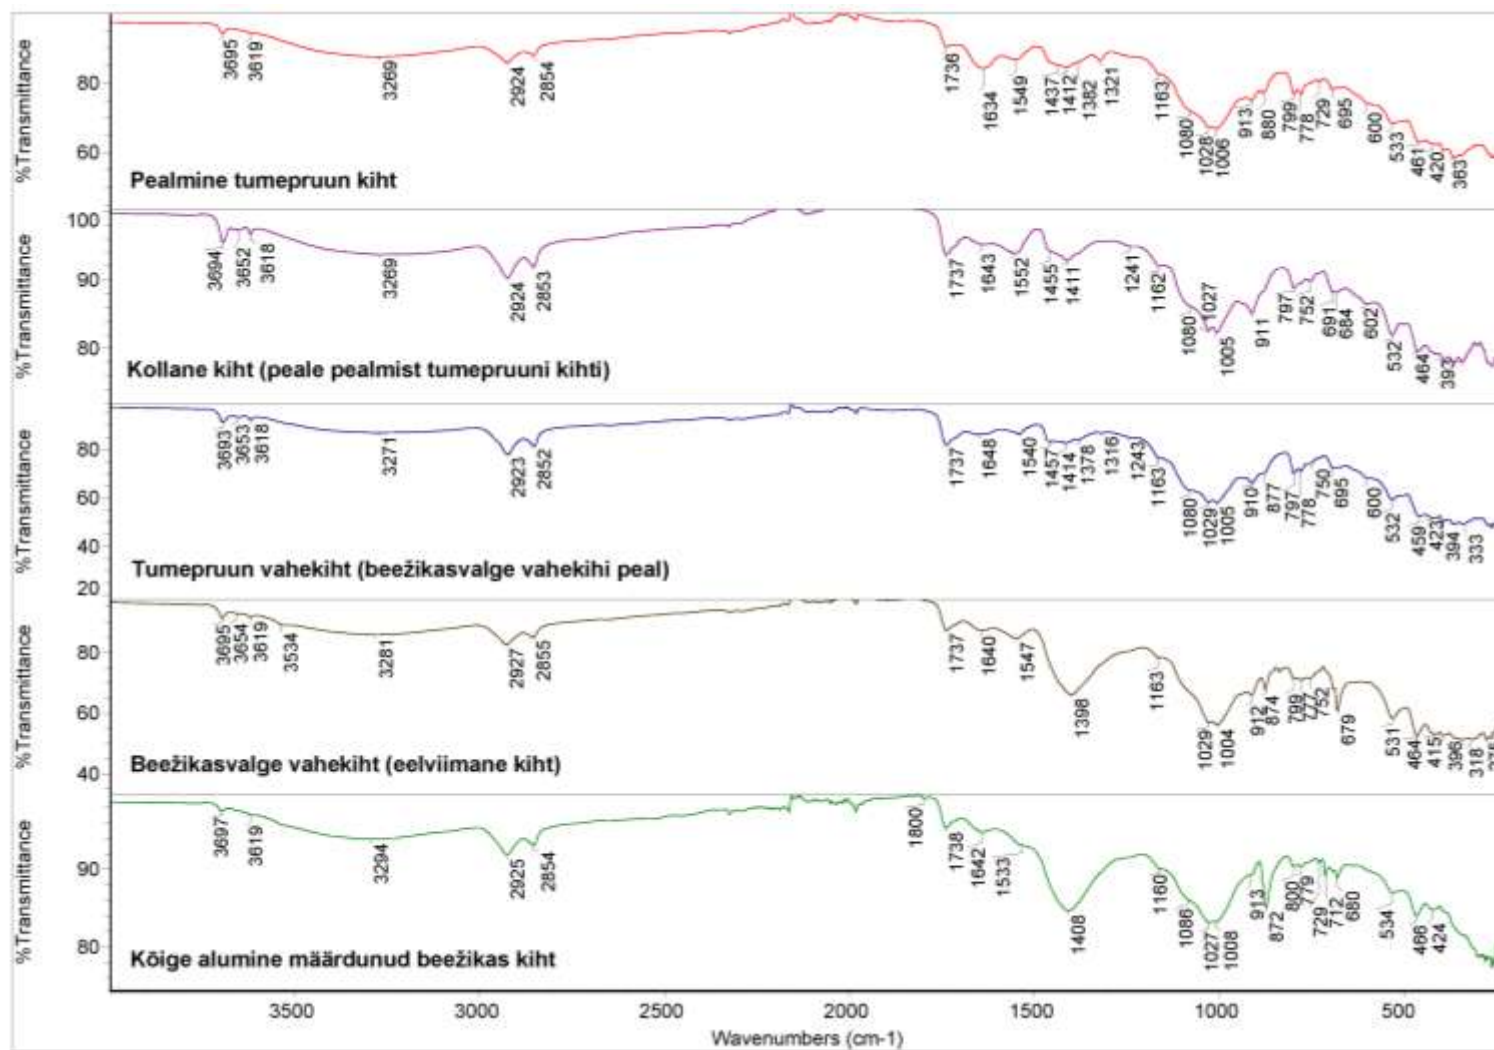 %Transmittance
80
60
3695 3619 3269 2924 2854 1736 1634 1549 1437 1412 1382 1321 1163 1080 1028 1006 913 880 799 778 729 695 600 533 461 420 363
Pealmine tumepruun kiht
%Transmittance
100
90
80
3694 3652 3618 3269 2924 2853 1737 1643 1552 1455 1411 1241 1162 1080 1027 1005 911 797 752 691 684 602 532 464 393
Kollane kiht (peale pealmist tumepruuni kihti)
%Transmittance
80
60
40
20
3693 3653 3618 3271 2923 2852 1737 1648 1540 1457 1414 1378 1316 1243 1163 1080 1029 1005 910 877 797 778 750 695 600 532 459 423 394 333
Tumepruun vahekiht (beežikasvalge vahekihi peal)
%Transmittance
80
60
40
3695 3654 3619 3534 3281 2927 2855 1737 1640 1547 1398 1163 1029 1004 912 874 799 777 752 679 531 464 415 396 318
Beežikasvalge vahekiht (eelviimane kiht)
%Transmittance
90
80
3697 3619 3294 2925 2854 1800 1738 1642 1533 1408 1160 1086 1027 1008 913 872 800 779 729 712 680 534 466 424
Kõige alumine määrdunud beežikas kiht
3500 3000 2500 2000 1500 1000 500
Wavenumbers (cm-1)